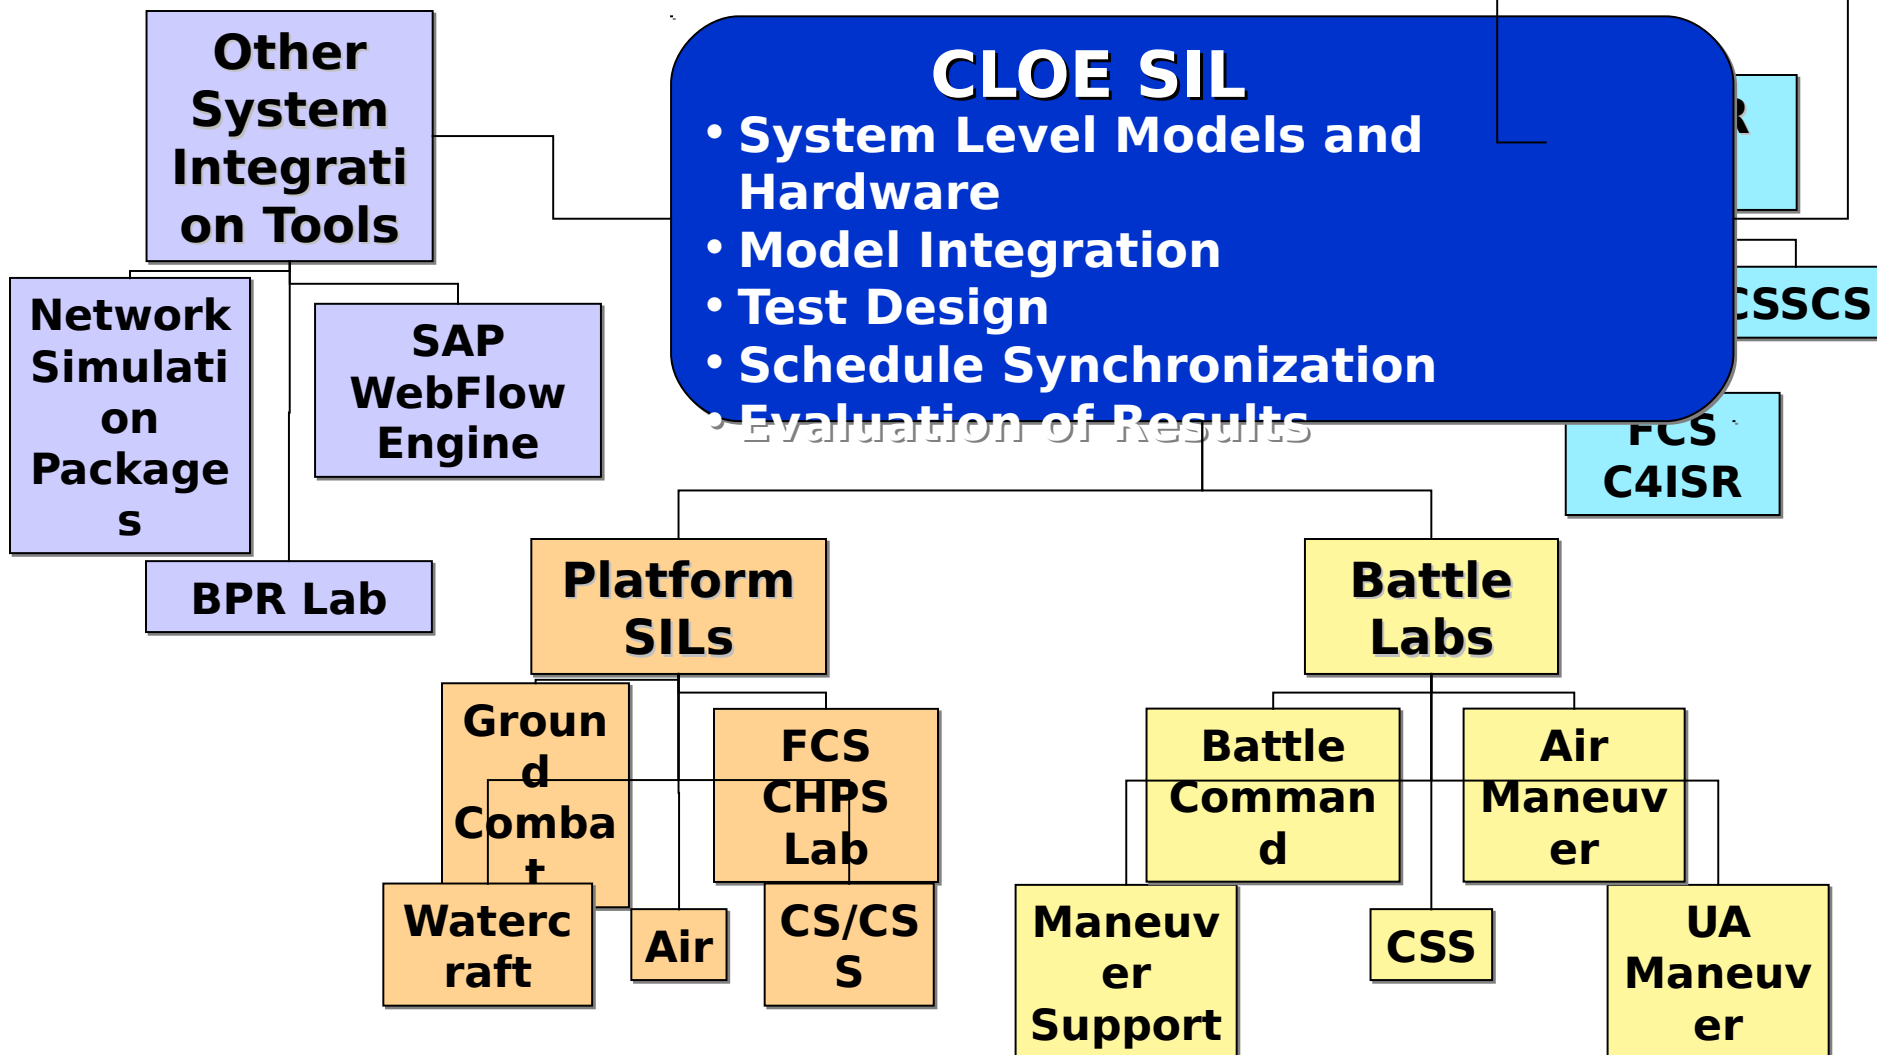 Other
System
Integrati
on Tools
Network
Simulati
on
Package
s
SAP
WebFlow
Engine
BPR Lab
CLOE SIL
• System Level Models and
Hardware
• Model Integration
• Test Design
• Schedule Synchronization
• Evaluation of Results
R
CSSCS
FCS
C4ISR
Platform
SILs
Groun
d
Comba
t
FCS
CHPS
Lab
Waterc
raft
Air
CS/CS
S
Battle
Labs
Battle
Comman
d
Air
Maneuv
er
Maneuv
er
Support
CSS
UA
Maneuv
er